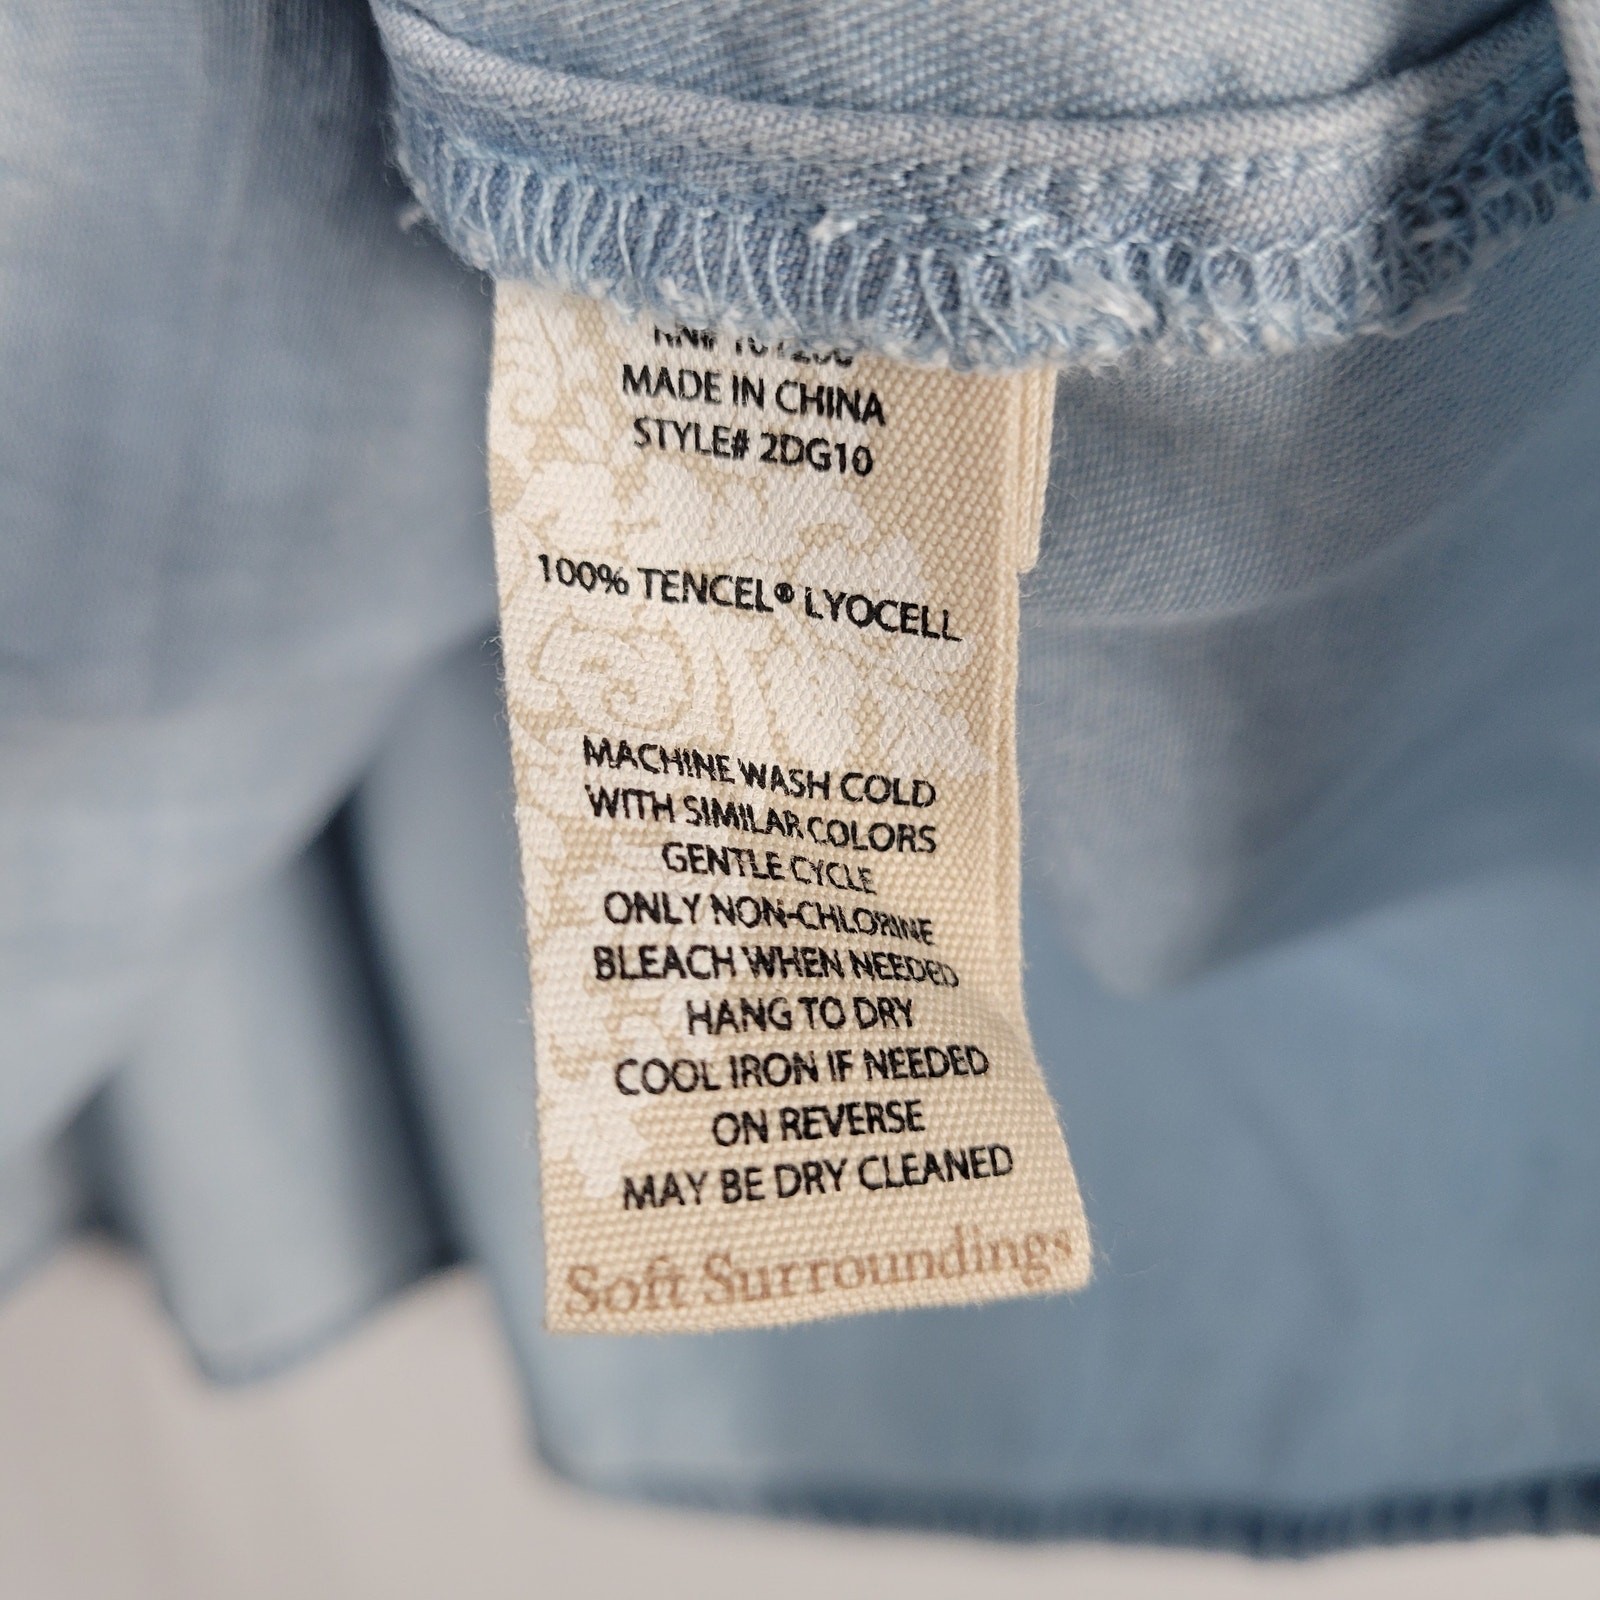 MADE IN CHINA
STYLE# 2DG10
100% TENCEL® LYOCELL
MACHINE WASH COLD
WITH SIMILAR COLORS
GENTLE CYCLE
ONLY NON-CHLORINE
BLEACH WHEN NEEDED
HANG TO DRY
COOL IRON IF NEEDED
ON REVERSE
MAY BE DRY CLEANED
Soft Surroundings